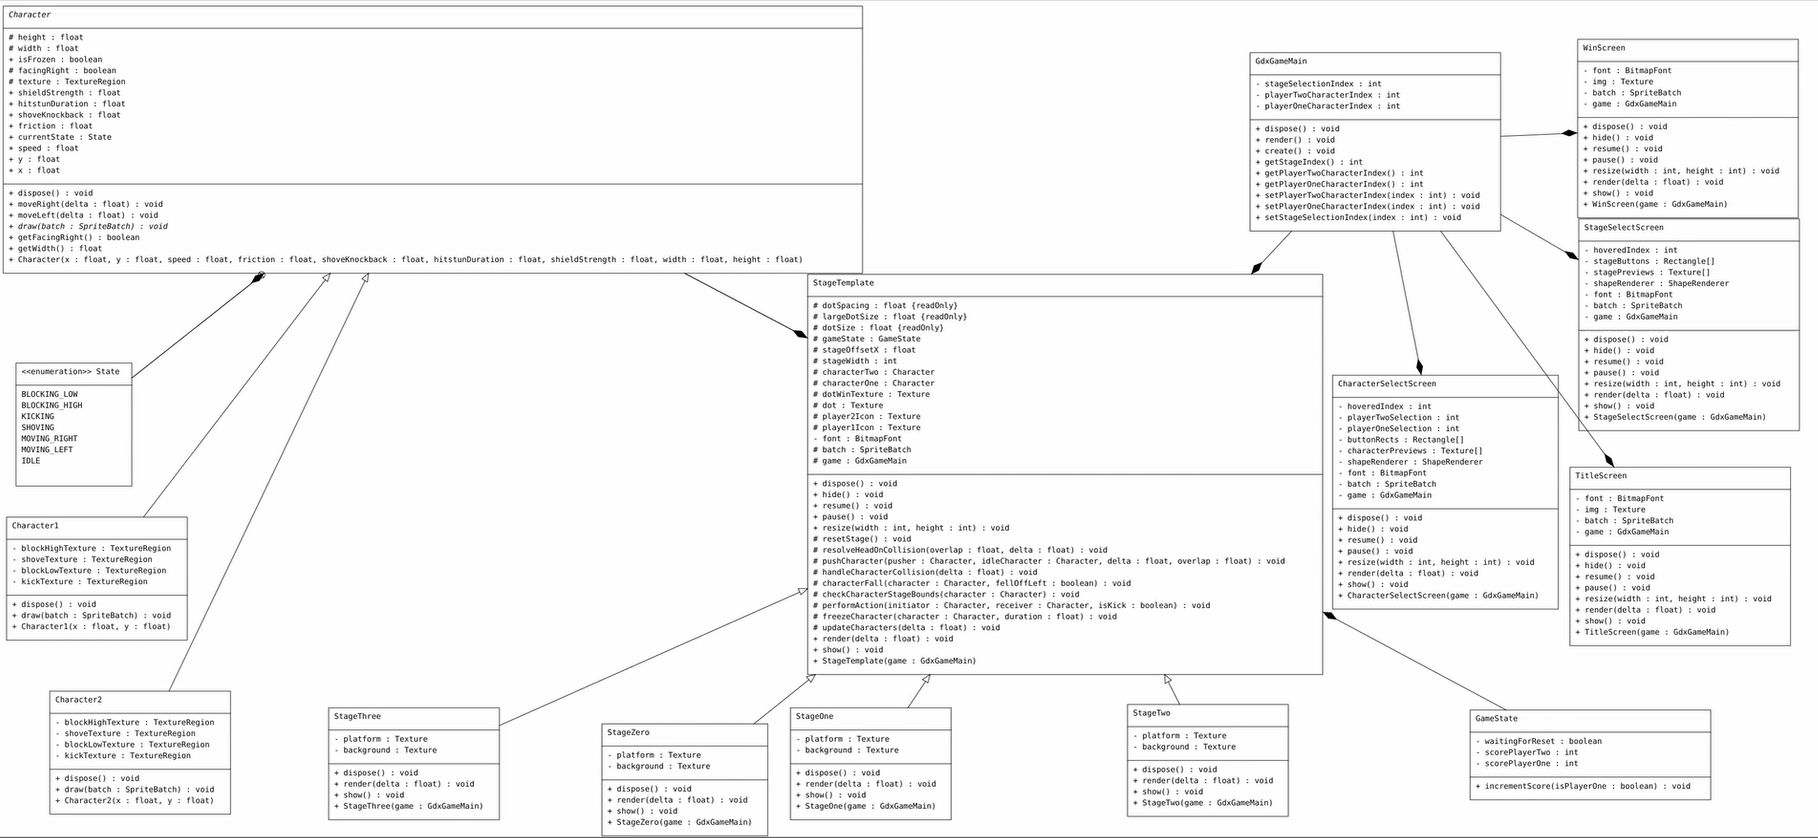 Character
# height : float
# width : float
+ isFrozen : boolean
# facingRight : boolean
# texture : TextureRegion
+ shieldStrength : float
+ hitstunDuration : float
+ shoveKnockback : float
+ friction : float
+ currentState : State
+ speed : float
+ y : float
+ x : float
+ dispose() : void
+ moveRight(delta : float) : void
+ moveLeft(delta : float) : void
+ draw(batch : SpriteBatch) : void
+ getFacingRight() : boolean
+ getWidth() : float
+ Character(x : float, y : float, speed : float, friction : float, shoveKnockback : float, hitstunDuration : float, shieldStrength : float, width : float, height : float)
GdxGameMain
- stageSelectionIndex : int
- playerTwoCharacterIndex : int
- playerOneCharacterIndex : int
+ dispose() : void
+ render() : void
+ create() : void
+ getStageIndex() : int
+ getPlayerTwoCharacterIndex() : int
+ getPlayerOneCharacterIndex() : int
+ setPlayerTwoCharacterIndex(index : int) : void
+ setPlayerOneCharacterIndex(index : int) : void
+ setStageSelectionIndex(index : int) : void
WinScreen
- font : BitmapFont
- img : Texture
- batch : SpriteBatch
- game : GdxGameMain
+ dispose() : void
+ hide() : void
+ resume() : void
+ pause() : void
+ resize(width : int, height : int) : void
+ render(delta : float) : void
+ show() : void
+ WinScreen(game : GdxGameMain)
StageSelectScreen
- hoveredIndex : int
- stageButtons : Rectangle[]
- stagePreviews : Texture[]
- shapeRenderer : ShapeRenderer
- font : BitmapFont
- batch : SpriteBatch
- game : GdxGameMain
+ dispose() : void
+ hide() : void
+ resume() : void
+ pause() : void
+ resize(width : int, height : int) : void
+ render(delta : float) : void
+ show() : void
+ StageSelectScreen(game : GdxGameMain)
StageTemplate
# dotSpacing : float {readOnly}
# largeDotSize : float {readOnly}
# dotSize : float {readOnly}
# gameState : GameState
# stageOffsetX : float
# stageWidth : int
# characterTwo : Character
# characterOne : Character
# dotWinTexture : Texture
# dot : Texture
# player2Icon : Texture
# player1Icon : Texture
- font : BitmapFont
# batch : SpriteBatch
# game : GdxGameMain
+ dispose() : void
+ hide() : void
+ resume() : void
+ pause() : void
+ resize(width : int, height : int) : void
# resetStage() : void
# resolveHeadOnCollision(overlap : float, delta : float) : void
# pushCharacter(pusher : Character, idleCharacter : Character, delta : float, overlap : float) : void
# handleCharacterCollision(delta : float) : void
# characterFall(character : Character, fellOffLeft : boolean) : void
# checkCharacterStageBounds(character : Character) : void
# performAction(initiator : Character, receiver : Character, isKick : boolean) : void
# freezeCharacter(character : Character, duration : float) : void
# updateCharacters(delta : float) : void
+ render(delta : float) : void
+ show() : void
+ StageTemplate(game : GdxGameMain)
<<enumeration>> State
BLOCKING_LOW
BLOCKING_HIGH
KICKING
SHOVING
MOVING_RIGHT
MOVING_LEFT
IDLE
CharacterSelectScreen
- hoveredIndex : int
- playerTwoSelection : int
- playerOneSelection : int
- buttonRects : Rectangle[]
- characterPreviews : Texture[]
- shapeRenderer : ShapeRenderer
- font : BitmapFont
- batch : SpriteBatch
- game : GdxGameMain
+ dispose() : void
+ hide() : void
+ resume() : void
+ pause() : void
+ resize(width : int, height : int) : void
+ render(delta : float) : void
+ show() : void
+ CharacterSelectScreen(game : GdxGameMain)
TitleScreen
- font : BitmapFont
- img : Texture
- batch : SpriteBatch
- game : GdxGameMain
+ dispose() : void
+ hide() : void
+ resume() : void
+ pause() : void
+ resize(width : int, height : int) : void
+ render(delta : float) : void
+ show() : void
+ TitleScreen(game : GdxGameMain)
Character1
- blockHighTexture : TextureRegion
- shoveTexture : TextureRegion
- blockLowTexture : TextureRegion
- kickTexture : TextureRegion
+ dispose() : void
+ draw(batch : SpriteBatch) : void
+ Character1(x : float, y : float)
Character2
- blockHighTexture : TextureRegion
- shoveTexture : TextureRegion
- blockLowTexture : TextureRegion
- kickTexture : TextureRegion
+ dispose() : void
+ draw(batch : SpriteBatch) : void
+ Character2(x : float, y : float)
StageThree
- platform : Texture
- background : Texture
+ dispose() : void
+ render(delta : float) : void
+ show() : void
+ StageThree(game : GdxGameMain)
StageZero
- platform : Texture
- background : Texture
+ dispose() : void
+ render(delta : float) : void
+ show() : void
+ StageZero(game : GdxGameMain)
StageOne
- platform : Texture
- background : Texture
+ dispose() : void
+ render(delta : float) : void
+ show() : void
+ StageOne(game : GdxGameMain)
StageTwo
- platform : Texture
- background : Texture
+ dispose() : void
+ render(delta : float) : void
+ show() : void
+ StageTwo(game : GdxGameMain)
GameState
- waitingForReset : boolean
- scorePlayerTwo : int
- scorePlayerOne : int
+ incrementScore(isPlayerOne : boolean) : void